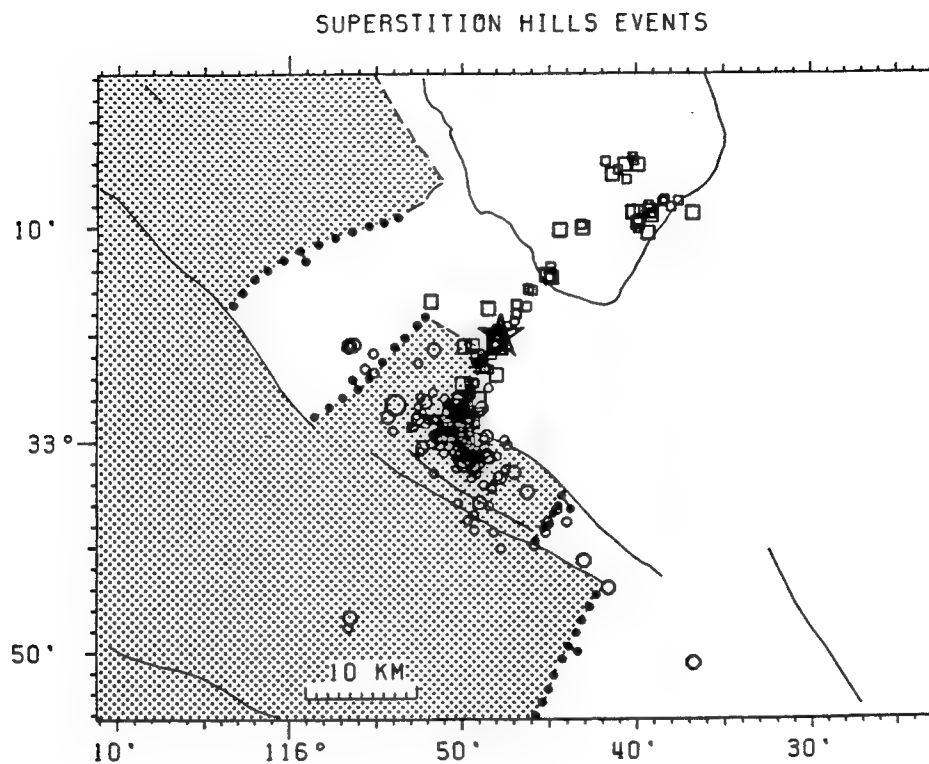 SUPERSTITION HILLS EVENTS
10'
33°
50'
10 KM
10' 116° 50' 40' 30'